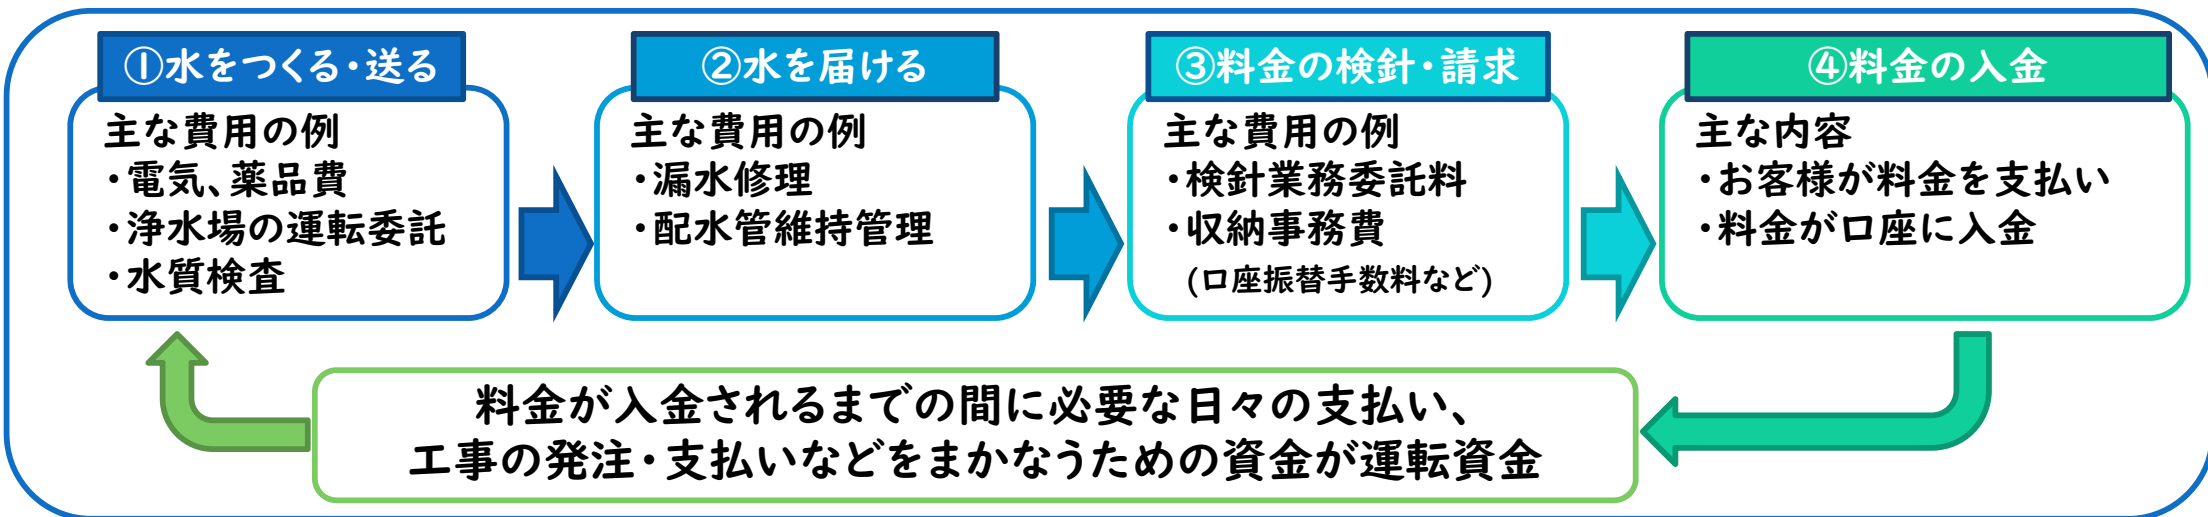 ①水をつくる・送る
主な費用の例
・電気、薬品費
・浄水場の運転委託
・水質検査
②水を届ける
主な費用の例
・漏水修理
・配水管維持管理
③料金の検針・請求
主な費用の例
・検針業務委託料
・収納事務費
(口座振替手数料など)
④料金の入金
主な内容
・お客様が料金を支払い
・料金が口座に入金
料金が入金されるまでの間に必要な日々の支払い、
工事の発注・支払いなどをまかなうための資金が運転資金